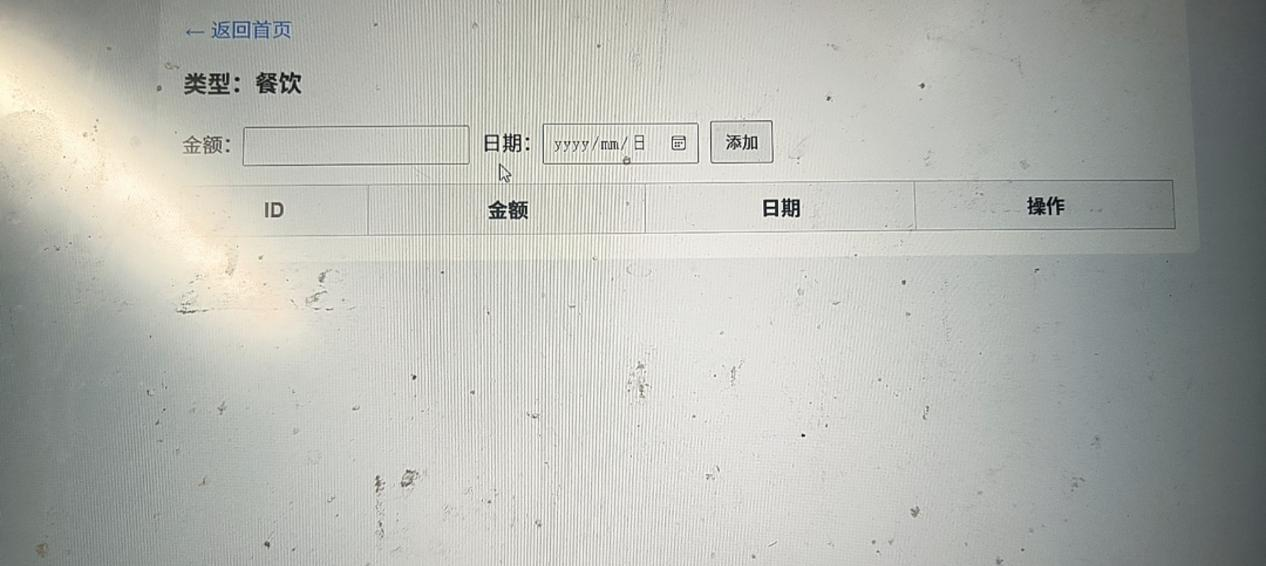 ← 返回首页
类型：餐饮
金额： 日期： yyyy/mm/日 添加
ID 金额 日期 操作